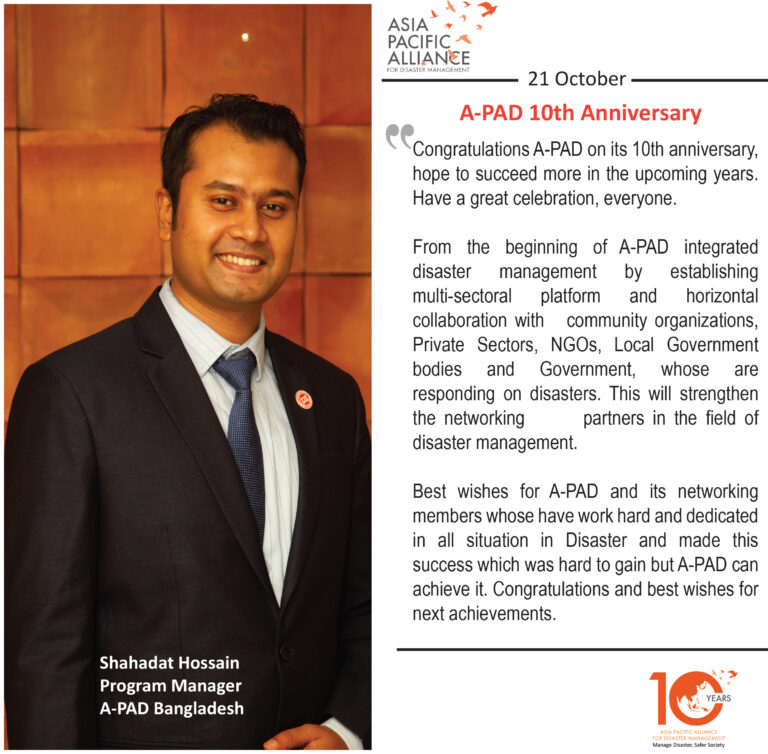 ASIA
PACIFIC
ALLIANCE
FOR DISASTER MANAGEMENT
21 October
A-PAD 10th Anniversary
“
Congratulations A-PAD on its 10th anniversary,
hope to succeed more in the upcoming years.
Have a great celebration, everyone.
From the beginning of A-PAD integrated
disaster management by establishing
multi-sectoral platform and horizontal
collaboration with community organizations,
Private Sectors, NGOs, Local Government
bodies and Government, whose are
responding on disasters. This will strengthen
the networking partners in the field of
disaster management.
Best wishes for A-PAD and its networking
members whose have work hard and dedicated
in all situation in Disaster and made this
success which was hard to gain but A-PAD can
achieve it. Congratulations and best wishes for
next achievements.
Shahadat Hossain
Program Manager
A-PAD Bangladesh
10 YEARS
ASIA PACIFIC ALLIANCE
FOR DISASTER MANAGEMENT
Manage Disaster, Safer Society